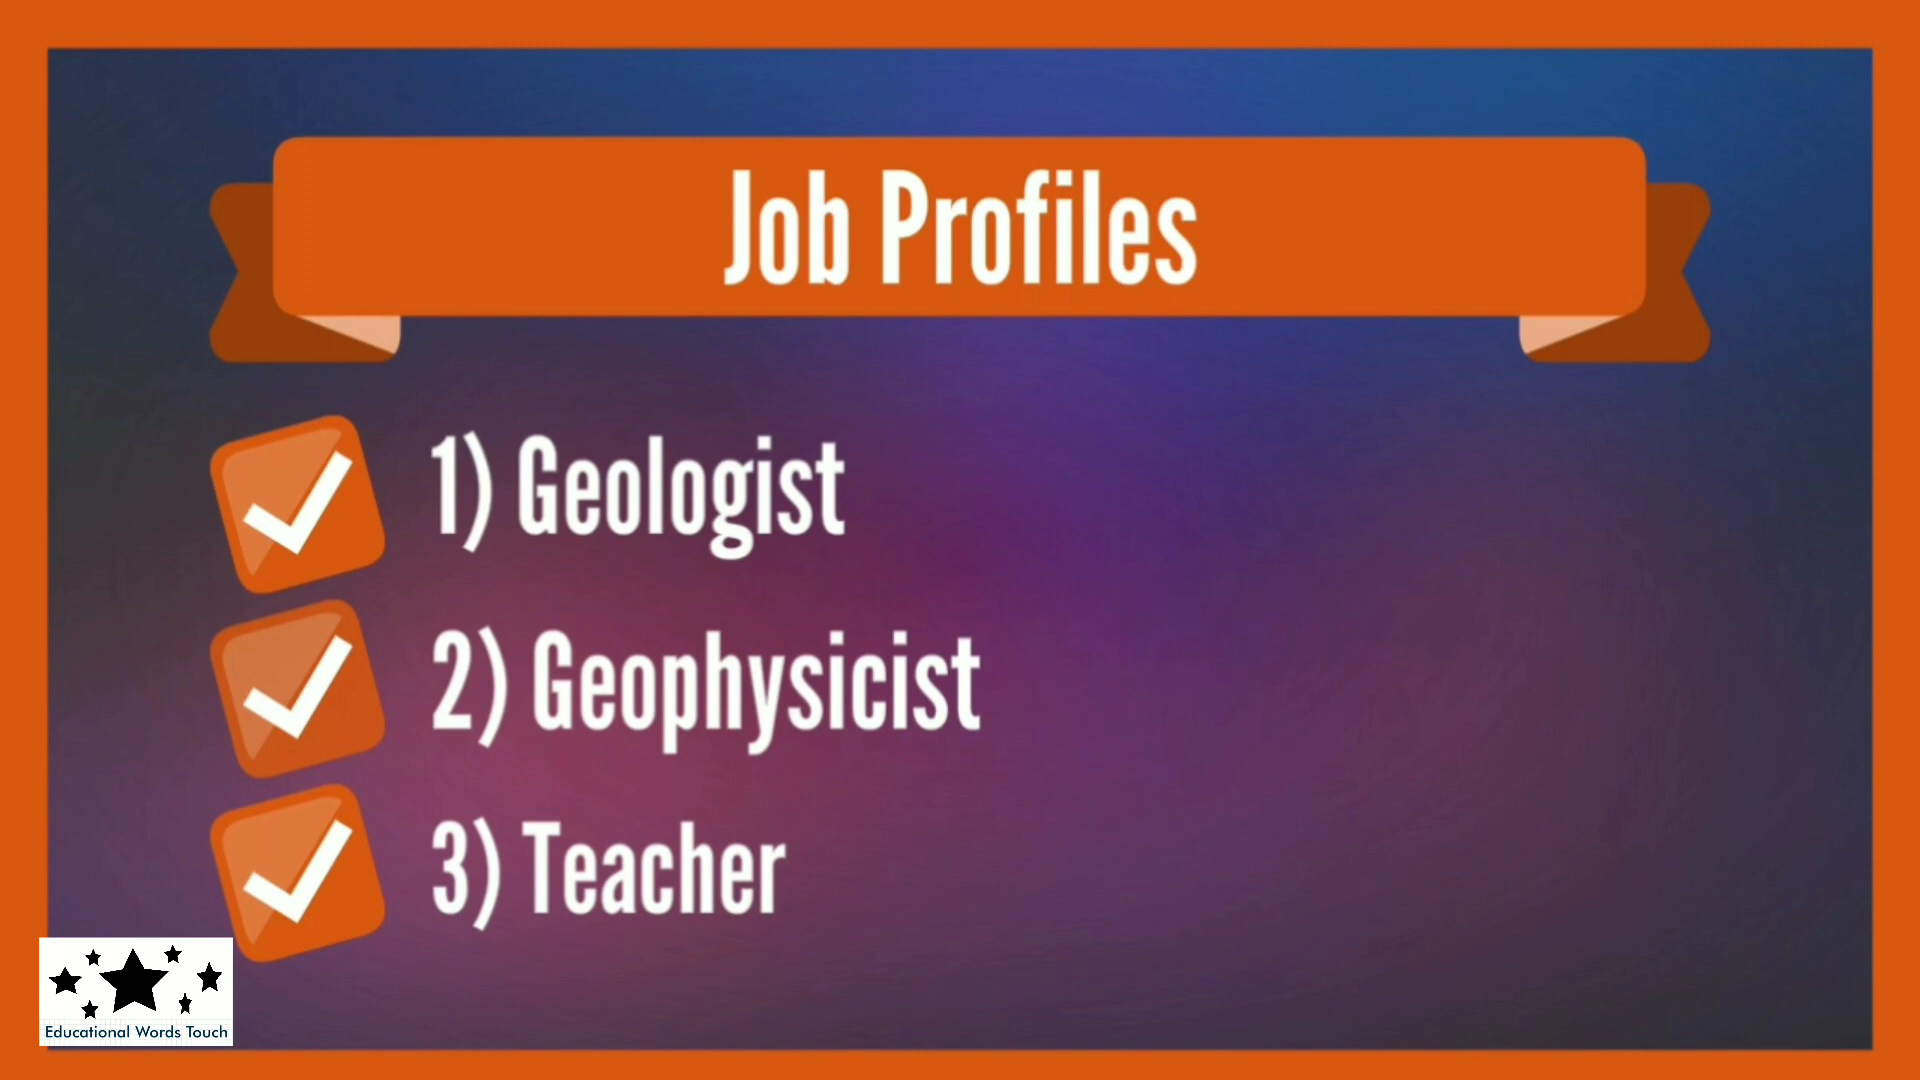 Job Profiles
1) Geologist
2) Geophysicist
3) Teacher
Educational Words Touch